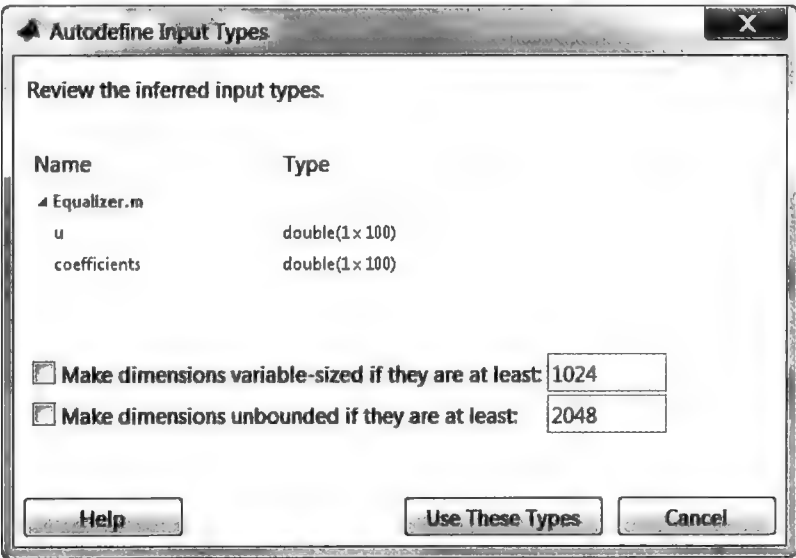 Autodefine Input Types
X
Review the inferred input types.
Name Type
Equalizer.m
u double(1×100)
coefficients double(1×100)
Make dimensions variable-sized if they are at least: 1024
Make dimensions unbounded if they are at least: 2048
Help Use These Types Cancel